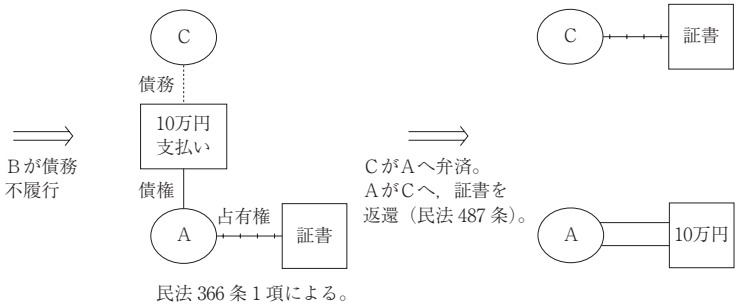 Bが債務
不履行
C
債務
10万円
支払い
債権
A
占有権
証書
民法366条1項による。
CがAへ弁済。
AがCへ，証書を
返還（民法487条）。
C
証書
A
10万円